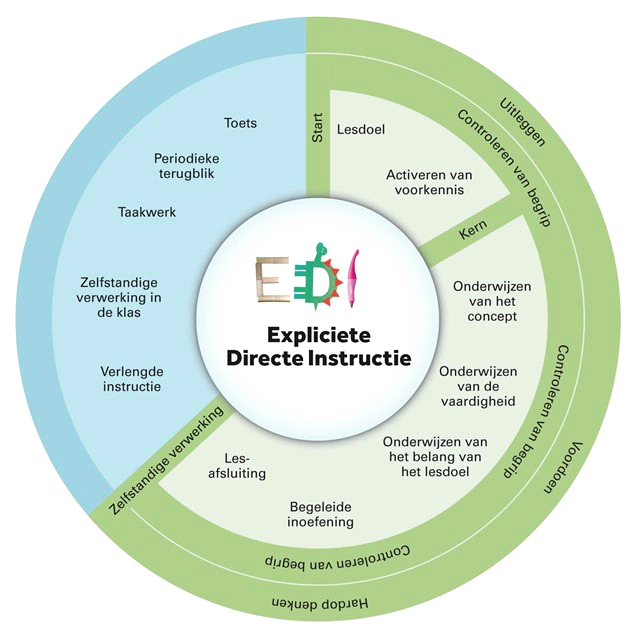 EDI
Expliciete
Directe Instructie
Start
Lesdoel
Activeren van
voorkennis
Kern
Onderwijzen
van het
concept
Onderwijzen
van de
vaardigheid
Onderwijzen van
het belang van
het lesdoel
Begeleide
inoefening
Les-
afsluiting
Zelfstandige verwerking
Verlengde
instructie
Zelfstandige
verwerking in
de klas
Taakwerk
Periodieke
terugblik
Toets
Controleren van begrip
Controleren van begrip
Controleren van begrip
Uitleggen
Voordoen
Hardop denken